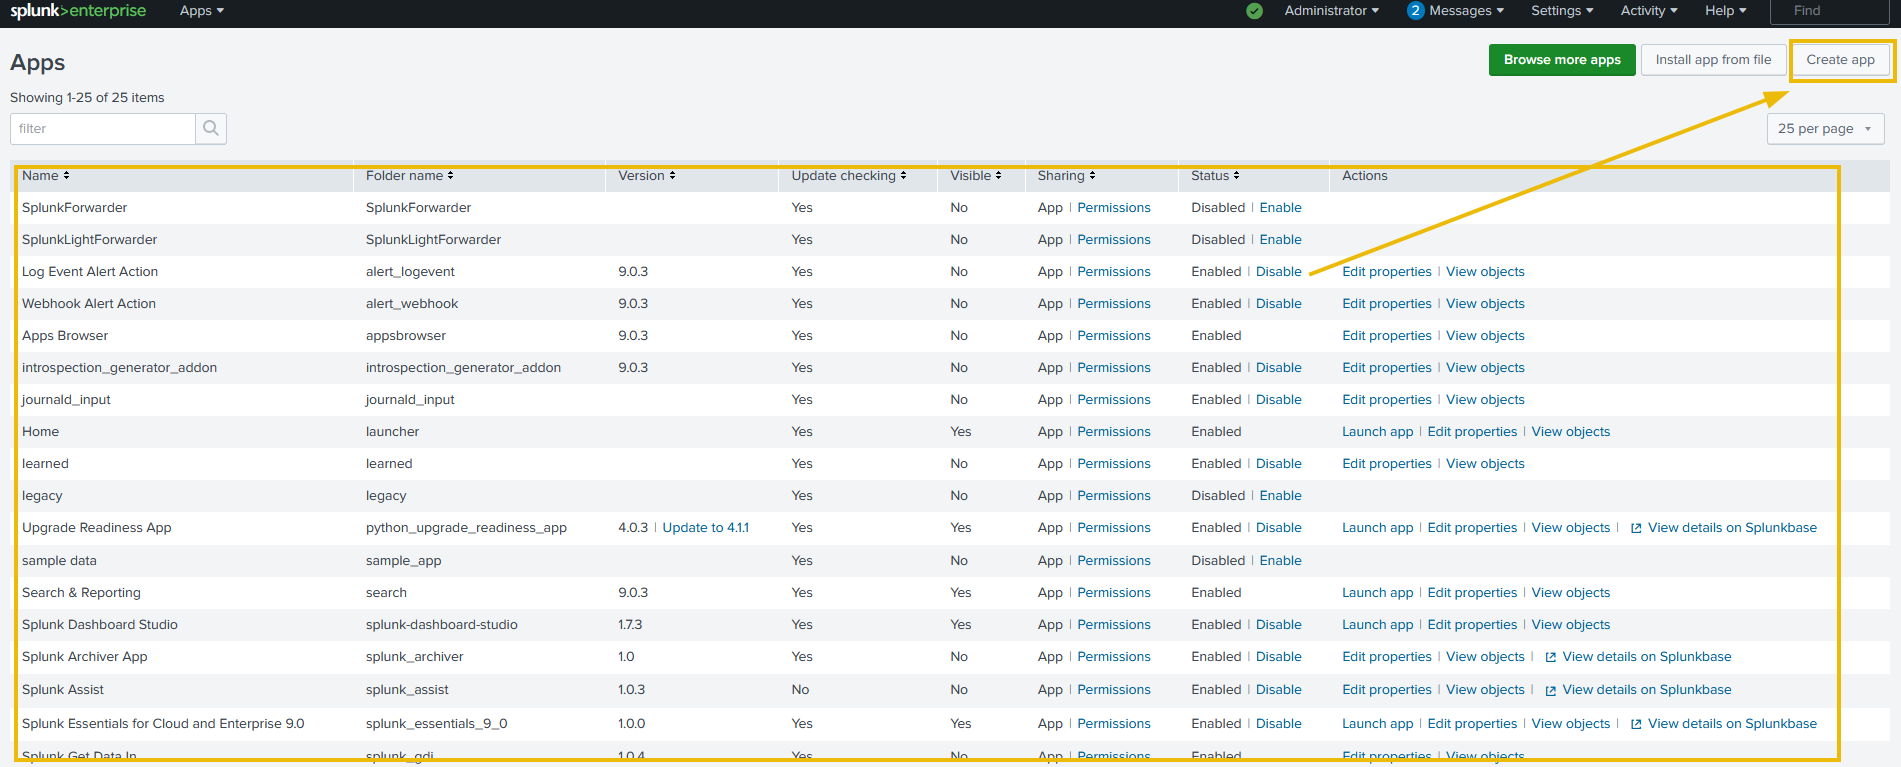 splunk>enterprise Apps Administrator 2 Messages Settings Activity Help Find
Apps Browse more apps Install app from file Create app
Showing 1-25 of 25 items
filter 25 per page
Name Folder name Version Update checking Visible Sharing Status Actions
SplunkForwarder SplunkForwarder Yes No App | Permissions Disabled | Enable
SplunkLightForwarder SplunkLightForwarder Yes No App | Permissions Disabled | Enable
Log Event Alert Action alert_logevent 9.0.3 Yes No App | Permissions Enabled | Disable Edit properties | View objects
Webhook Alert Action alert_webhook 9.0.3 Yes No App | Permissions Enabled | Disable Edit properties | View objects
Apps Browser appsbrowser 9.0.3 Yes No App | Permissions Enabled Edit properties | View objects
introspection_generator_addon introspection_generator_addon 9.0.3 Yes No App | Permissions Enabled | Disable Edit properties | View objects
journald_input journald_input Yes No App | Permissions Enabled | Disable Edit properties | View objects
Home launcher Yes Yes App | Permissions Enabled Launch app | Edit properties | View objects
learned learned Yes No App | Permissions Enabled | Disable Edit properties | View objects
legacy legacy Yes No App | Permissions Disabled | Enable
Upgrade Readiness App python_upgrade_readiness_app 4.0.3 | Update to 4.1.1 Yes Yes App | Permissions Enabled | Disable Launch app | Edit properties | View objects | View details on Splunkbase
sample data sample_app Yes No App | Permissions Disabled | Enable
Search & Reporting search 9.0.3 Yes Yes App | Permissions Enabled Launch app | Edit properties | View objects
Splunk Dashboard Studio splunk-dashboard-studio 1.7.3 Yes Yes App | Permissions Enabled | Disable Launch app | Edit properties | View objects
Splunk Archiver App splunk_archiver 1.0 Yes No App | Permissions Enabled | Disable Edit properties | View objects | View details on Splunkbase
Splunk Assist splunk_assist 1.0.3 No No App | Permissions Enabled | Disable Edit properties | View objects | View details on Splunkbase
Splunk Essentials for Cloud and Enterprise 9.0 splunk_essentials_9_0 1.0.0 Yes Yes App | Permissions Enabled | Disable Launch app | Edit properties | View objects | View details on Splunkbase
Splunk Get Data In splunk_gdi 1.0.4 Yes No App | Permissions Enabled Edit properties | View objects